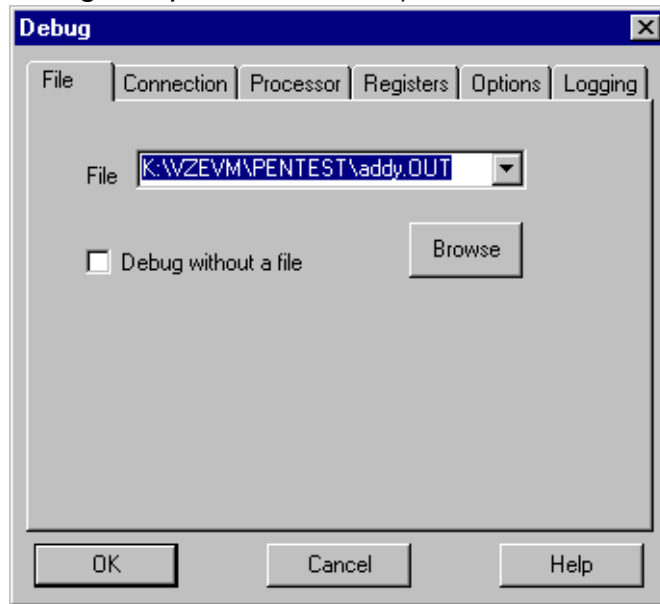 Debug
File Connection Processor Registers Options Logging
File K:\VZEVM\PENTEST\addy.OUT
Debug without a file Browse
OK Cancel Help